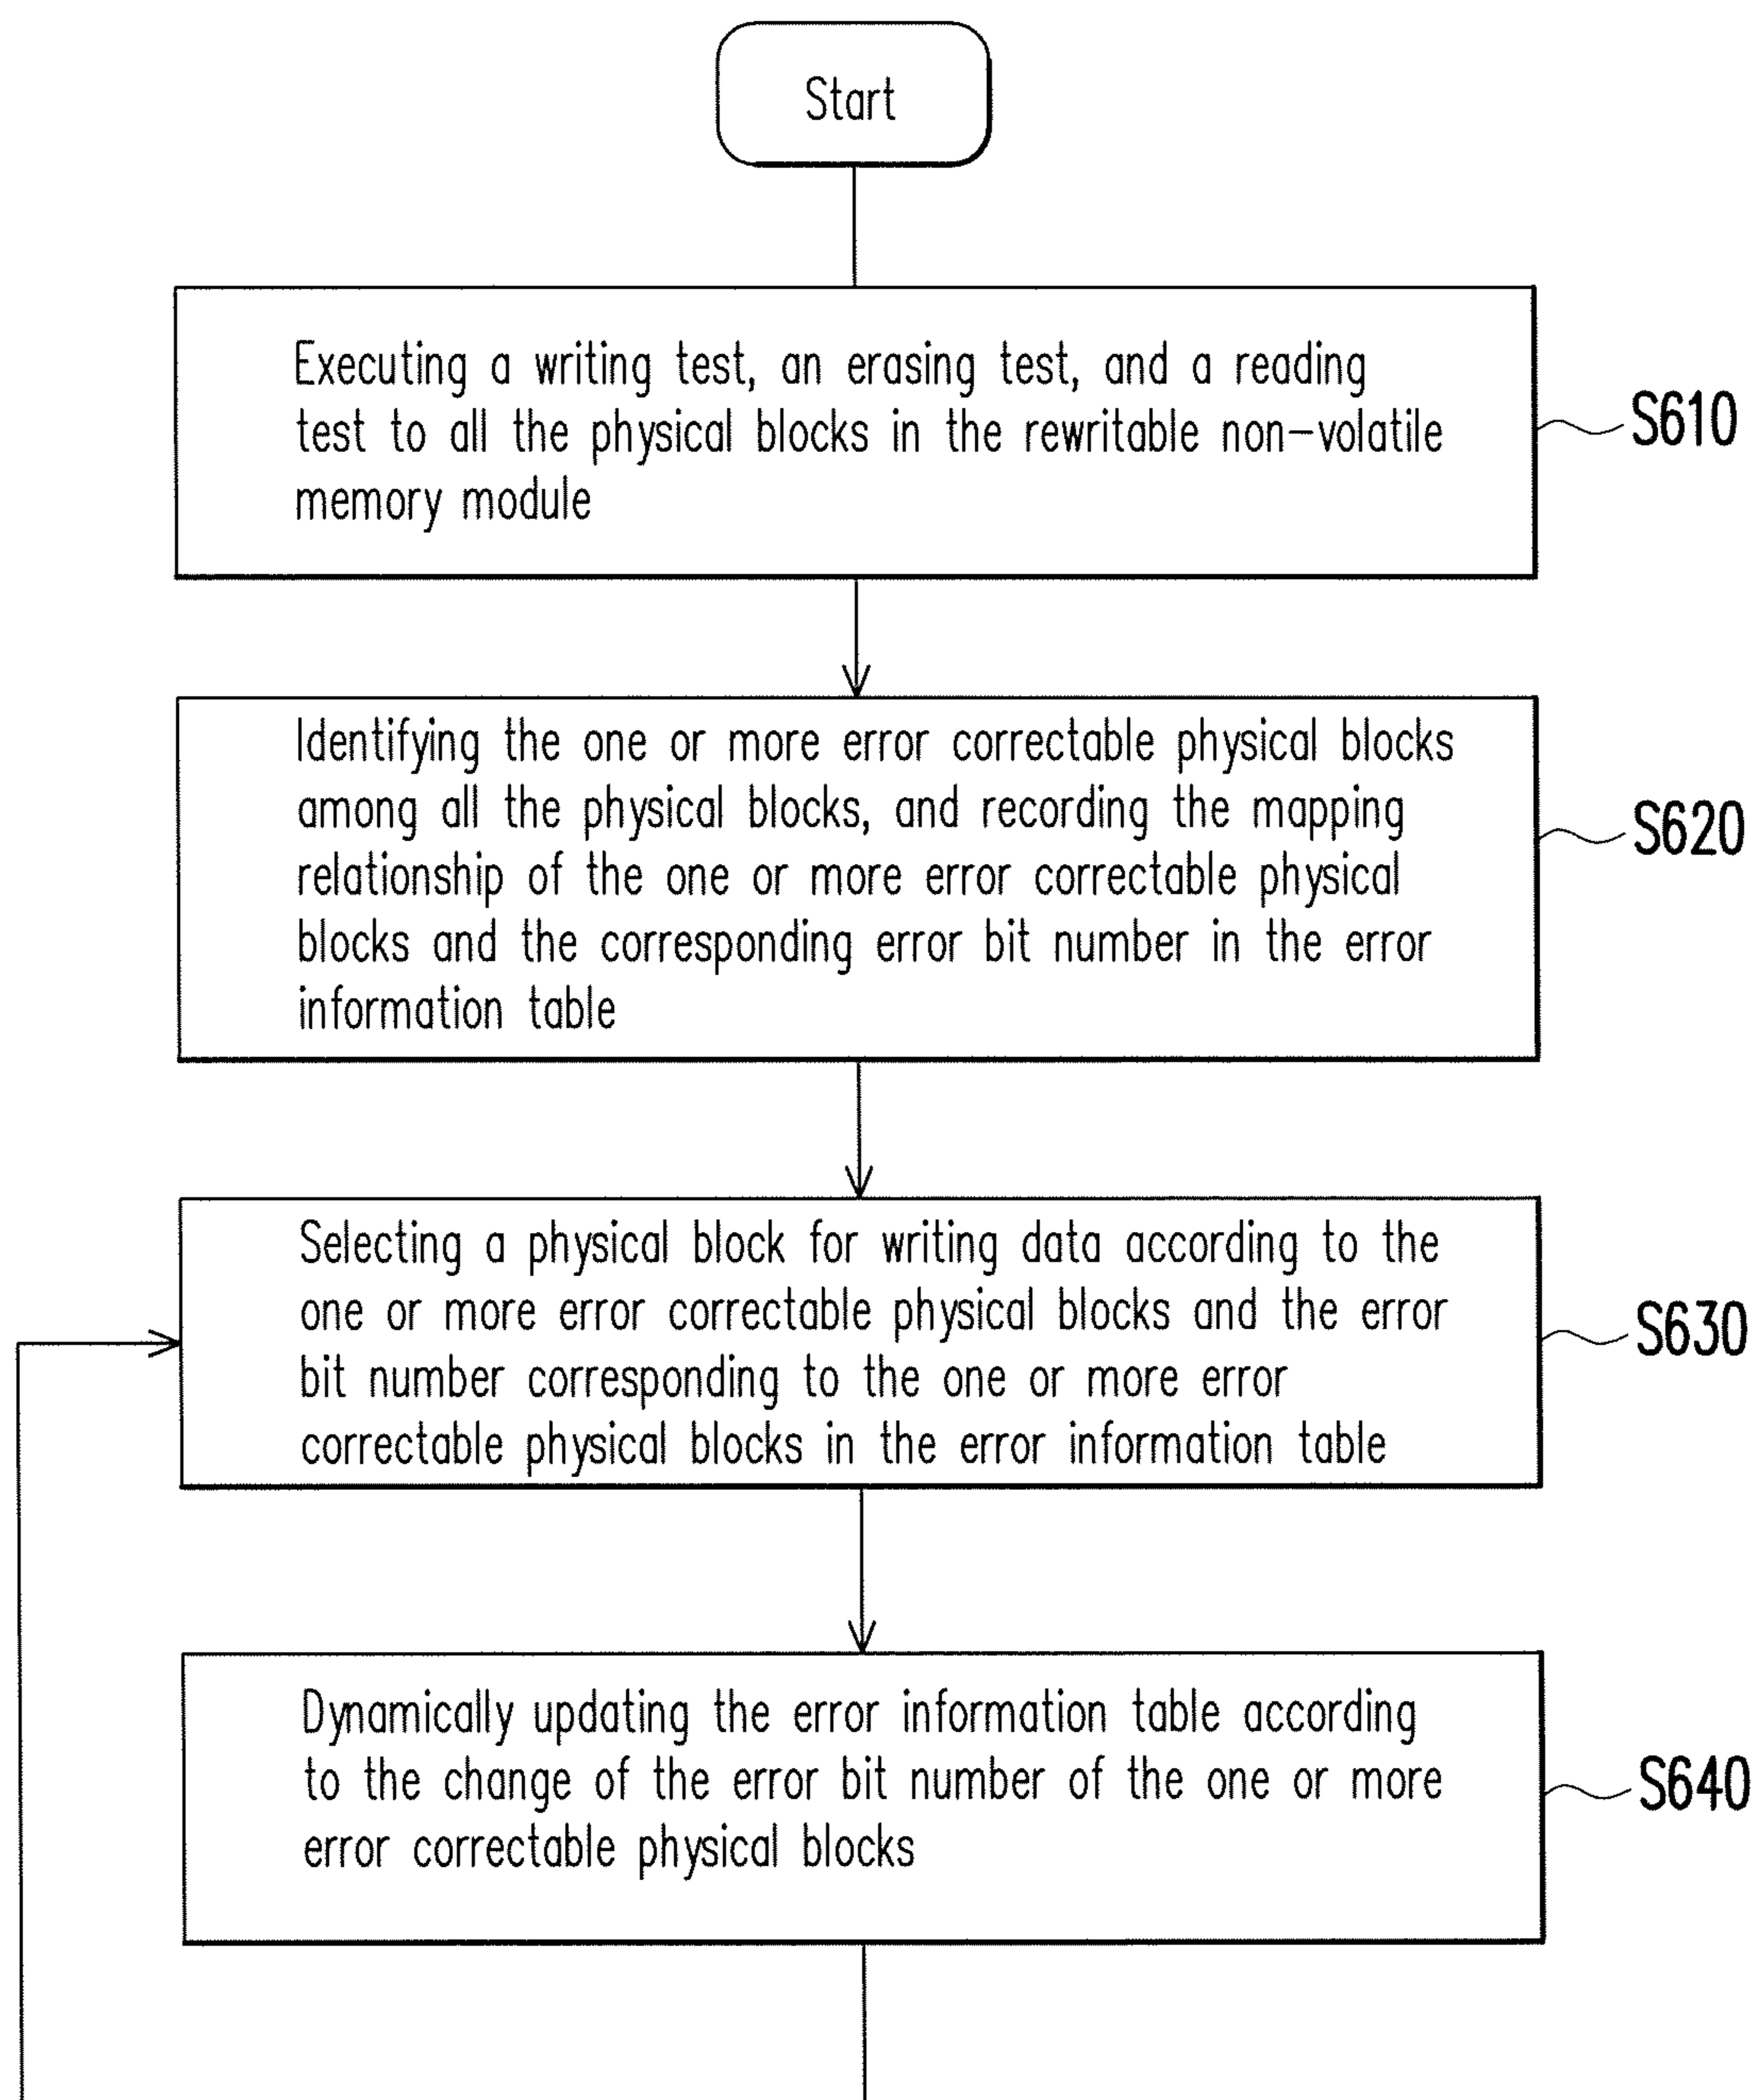 Start
Executing a writing test, an erasing test, and a reading
test to all the physical blocks in the rewritable non-volatile
memory module
S610
Identifying the one or more error correctable physical blocks
among all the physical blocks, and recording the mapping
relationship of the one or more error correctable physical
blocks and the corresponding error bit number in the error
information table
S620
Selecting a physical block for writing data according to the
one or more error correctable physical blocks and the error
bit number corresponding to the one or more error
correctable physical blocks in the error information table
S630
Dynamically updating the error information table according
to the change of the error bit number of the one or more
error correctable physical blocks
S640